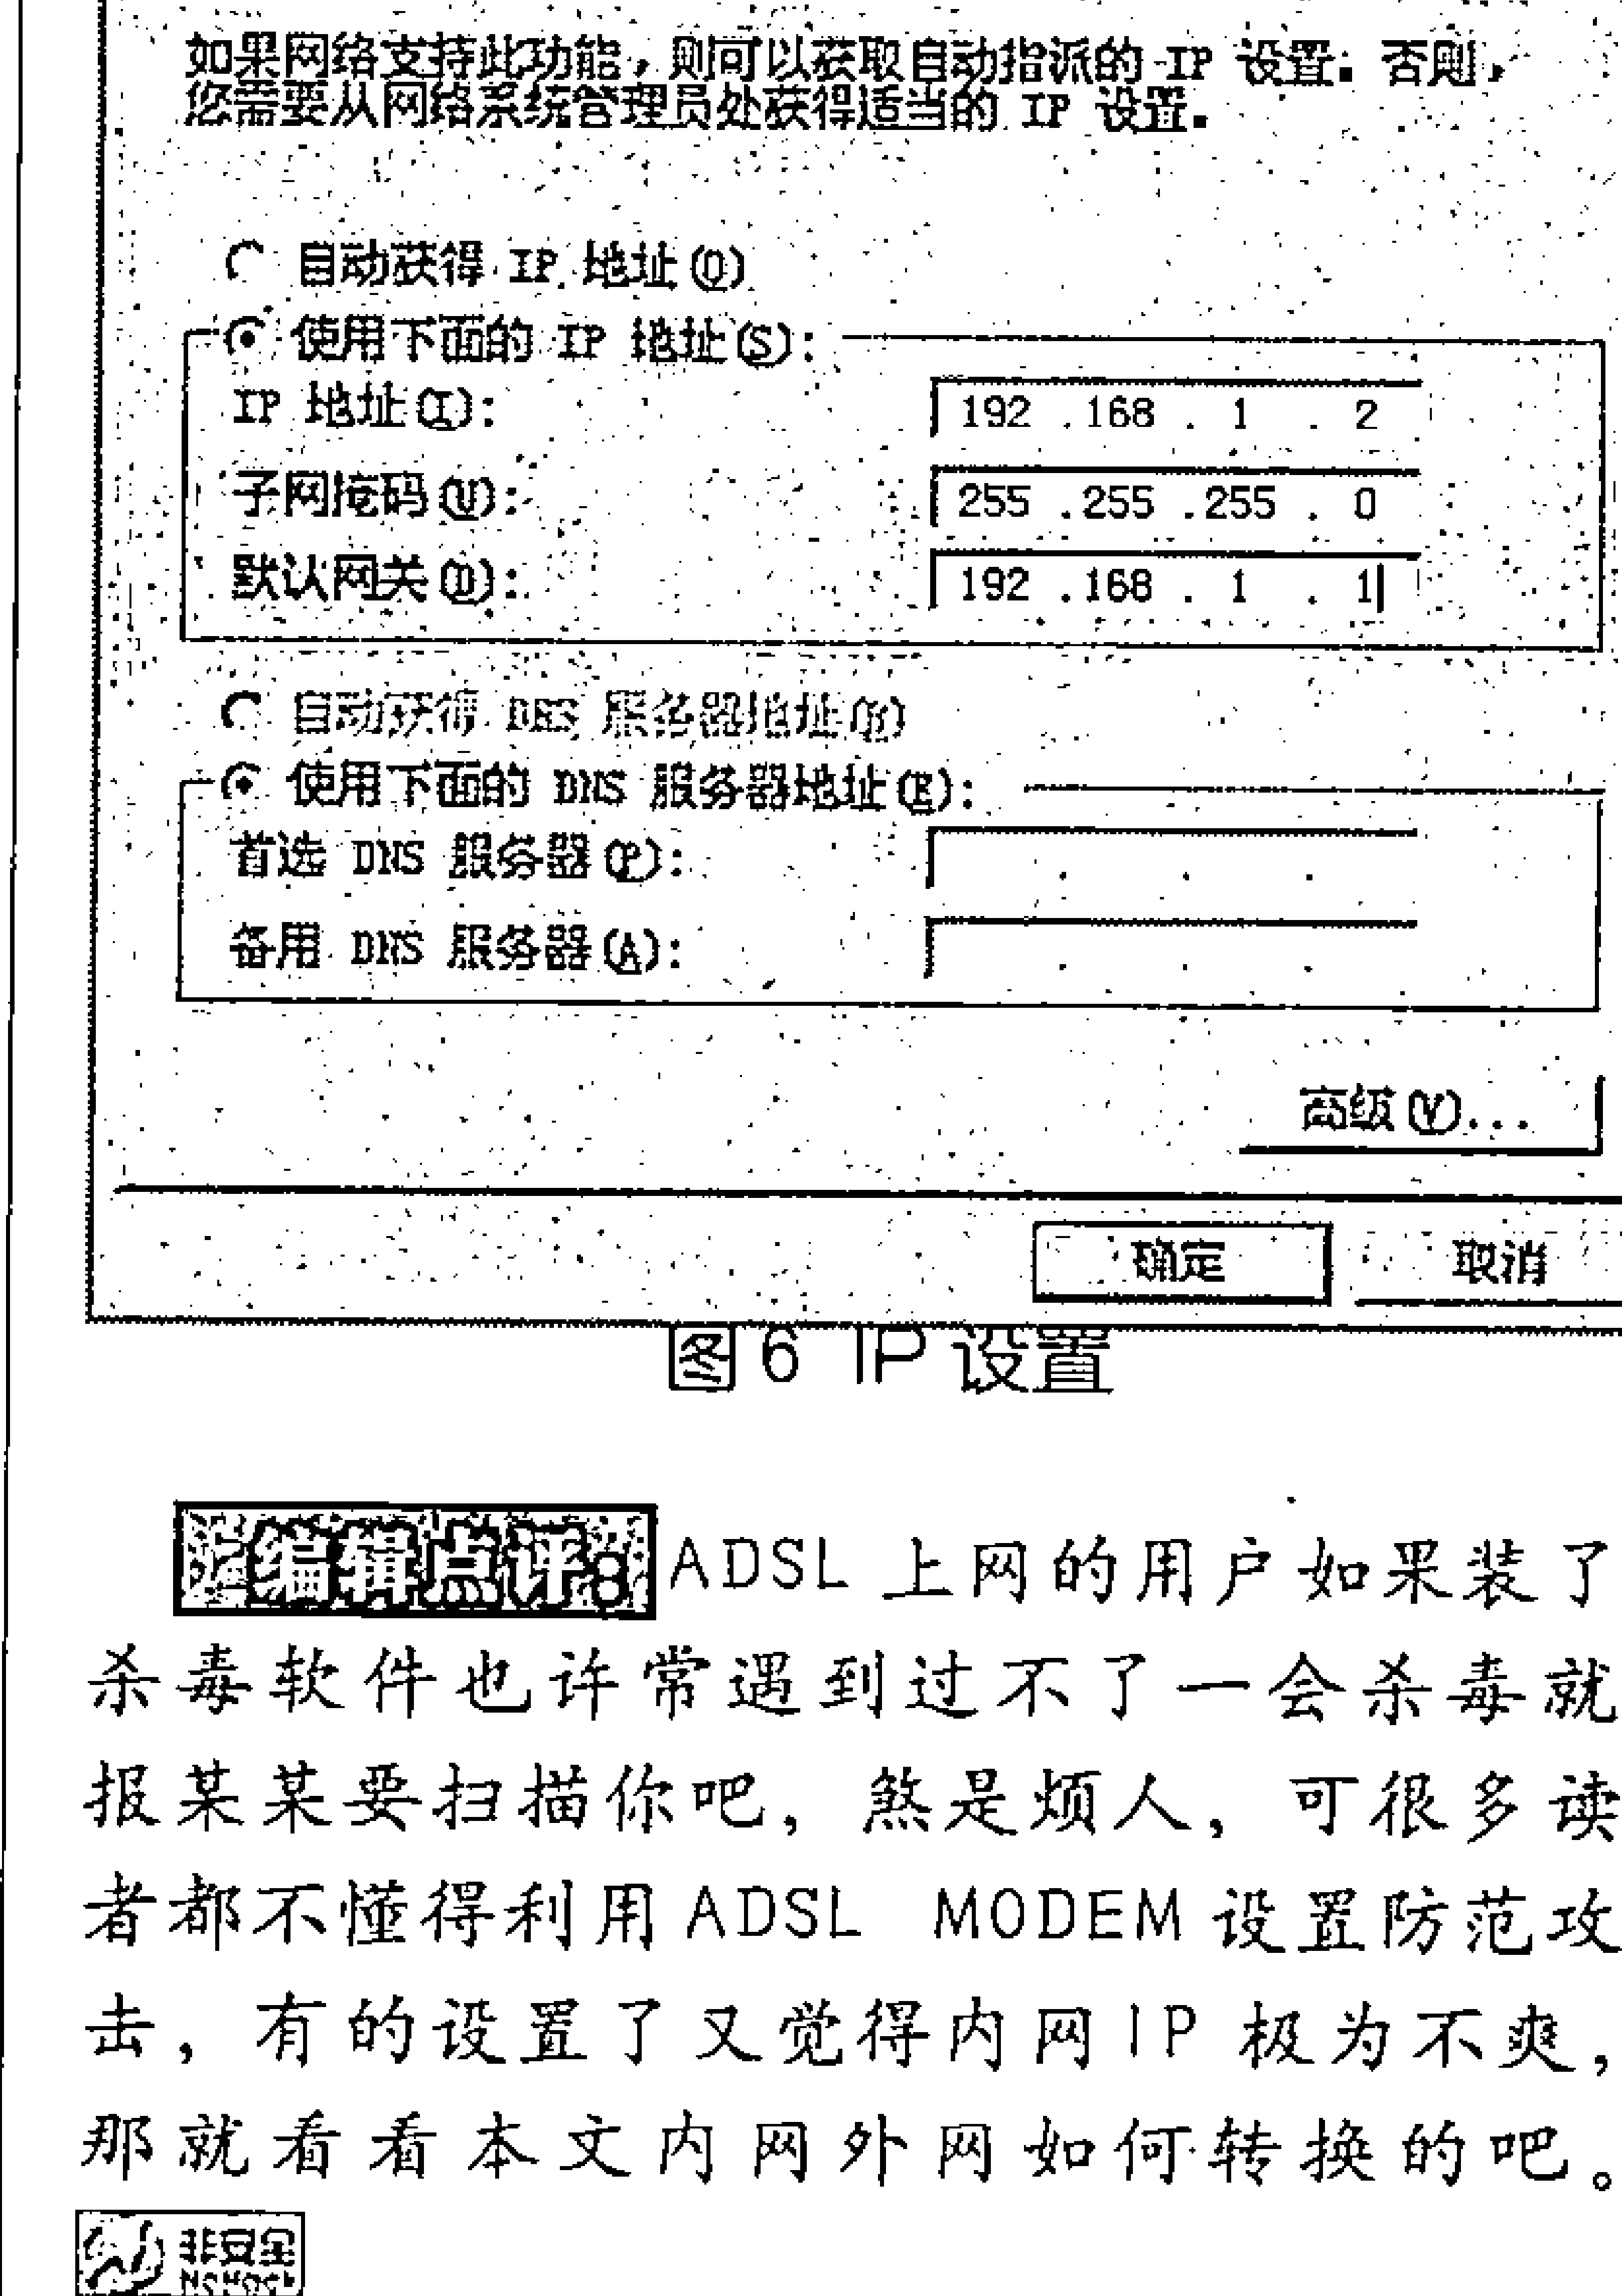 如果网络支持此功能，则可以获取自动指派的 IP 设置。否则，
您需要从网络系统管理员处获得适当的 IP 设置。
自动获得 IP 地址(O)
使用下面的 IP 地址(S):
IP 地址(I): 192 .168 . 1 . 2
子网掩码(U): 255 .255 .255 . 0
默认网关(D): 192 .168 . 1 . 1
自动获得 DNS 服务器地址(B)
使用下面的 DNS 服务器地址(E):
首选 DNS 服务器(P): . . .
备用 DNS 服务器(A): . . .
高级(V)...
确定 取消
图6 IP 设置
编辑点评：ADSL 上网的用户如果装了
杀毒软件也许常遇到过不了一会杀毒就
报某某要扫描你吧，煞是烦人，可很多读
者都不懂得利用 ADSL MODEM 设置防范攻
击，有的设置了又觉得内网IP 极为不爽，
那就看看本文内网外网如何转换的吧。
非安全